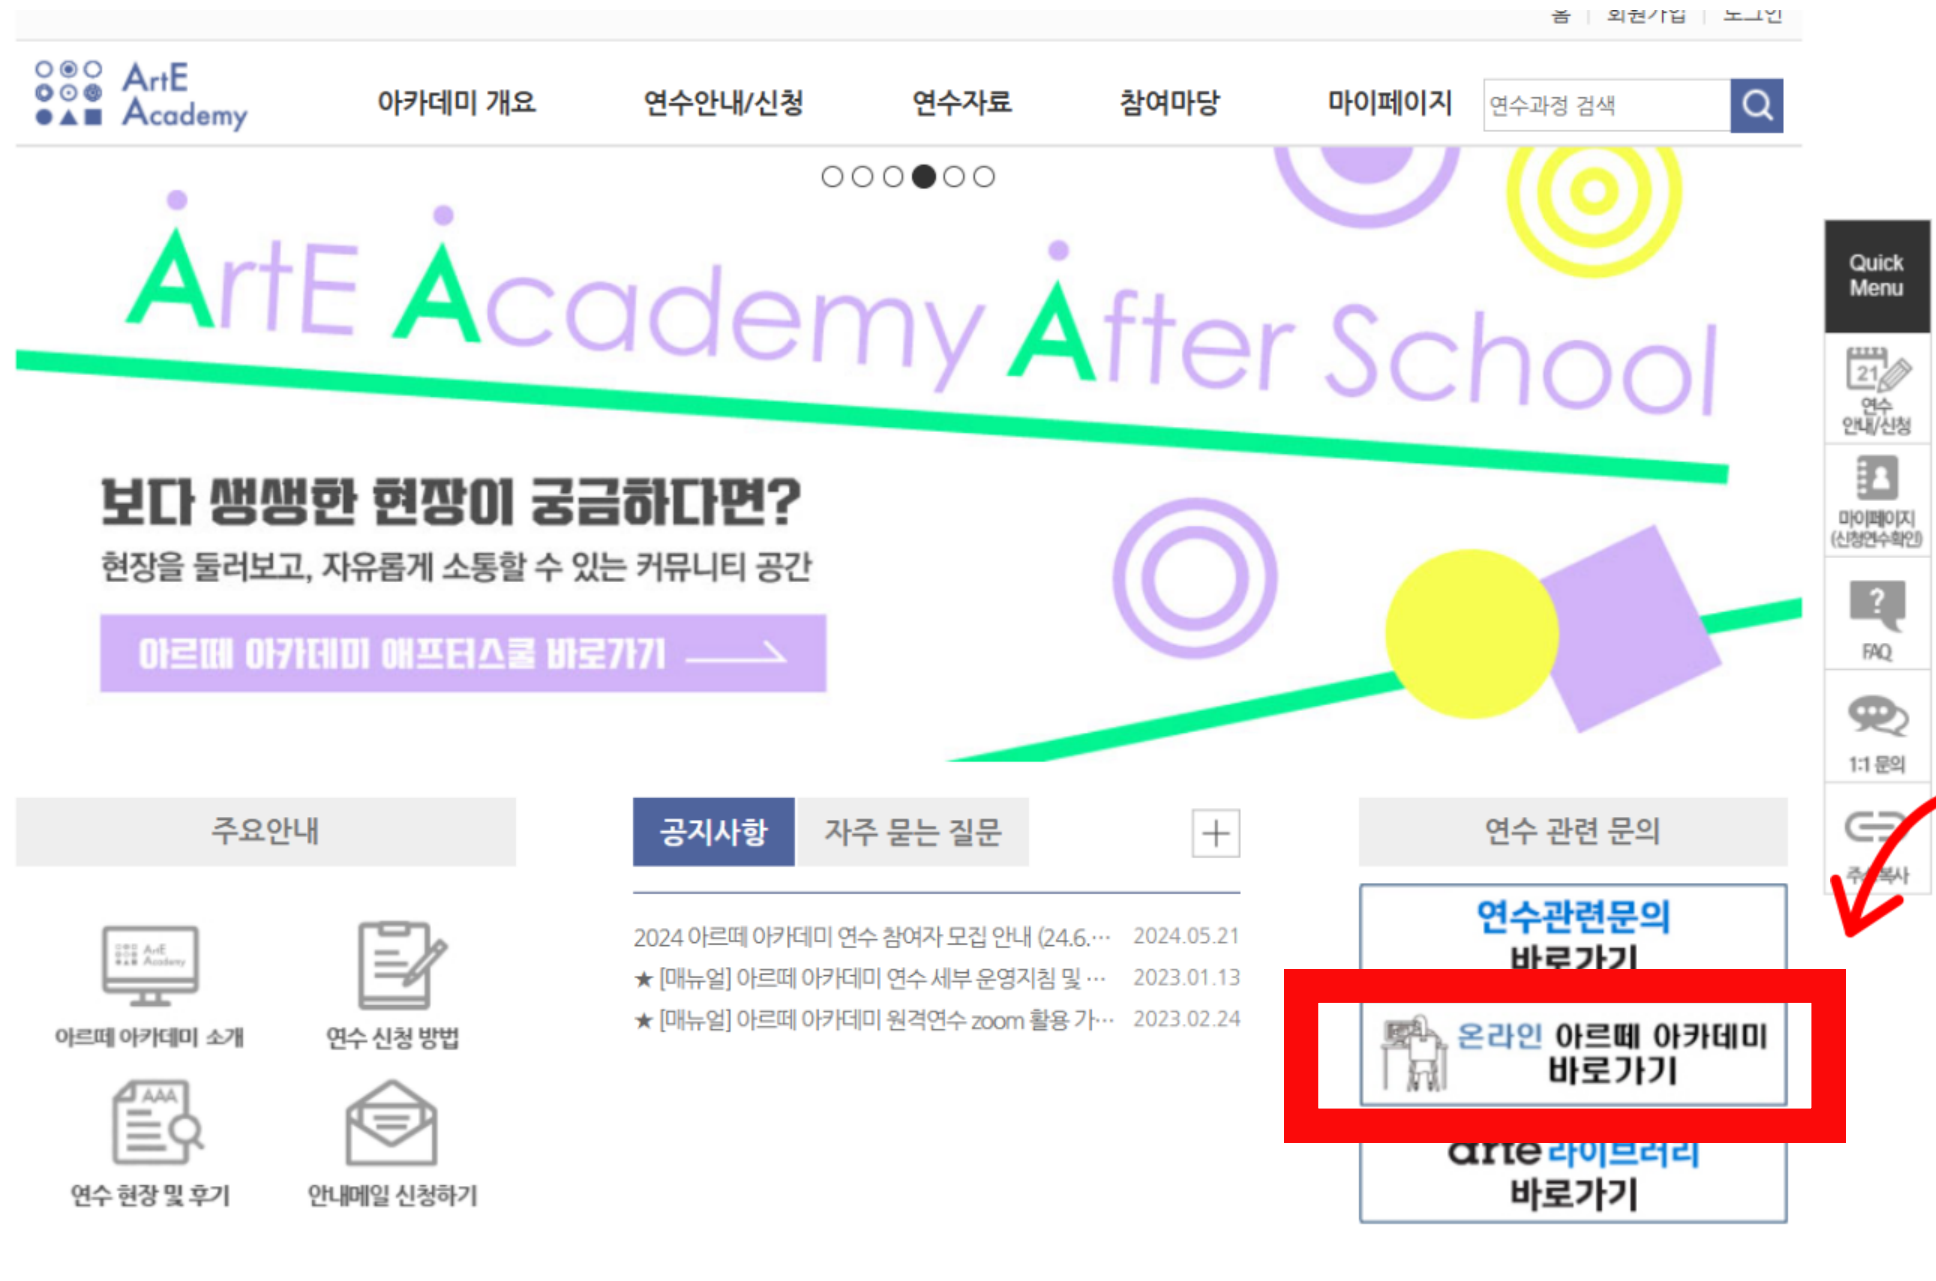 홈 회원가입 로그인
ArtE
Academy
아카데미 개요 연수안내/신청 연수자료 참여마당 마이페이지 연수과정 검색
ArtE Academy After School
보다 생생한 현장이 궁금하다면?
현장을 둘러보고, 자유롭게 소통할 수 있는 커뮤니티 공간
아르떼 아카데미 애프터스쿨 바로가기
Quick
Menu
21
연수
안내/신청
마이페이지
(신청연수확인)
?
FAQ
1:1 문의
주소복사
주요안내
ArtE
Academy
아르떼 아카데미 소개
연수 신청 방법
AAA
연수 현장 및 후기
안내메일 신청하기
공지사항 자주 묻는 질문
2024 아르떼 아카데미 연수 참여자 모집 안내 (24.6.… 2024.05.21
★ [매뉴얼] 아르떼 아카데미 연수 세부 운영지침 및 … 2023.01.13
★ [매뉴얼] 아르떼 아카데미 원격연수 zoom 활용 가… 2023.02.24
연수 관련 문의
연수관련문의
바로가기
온라인 아르떼 아카데미
바로가기
arte 라이브러리
바로가기